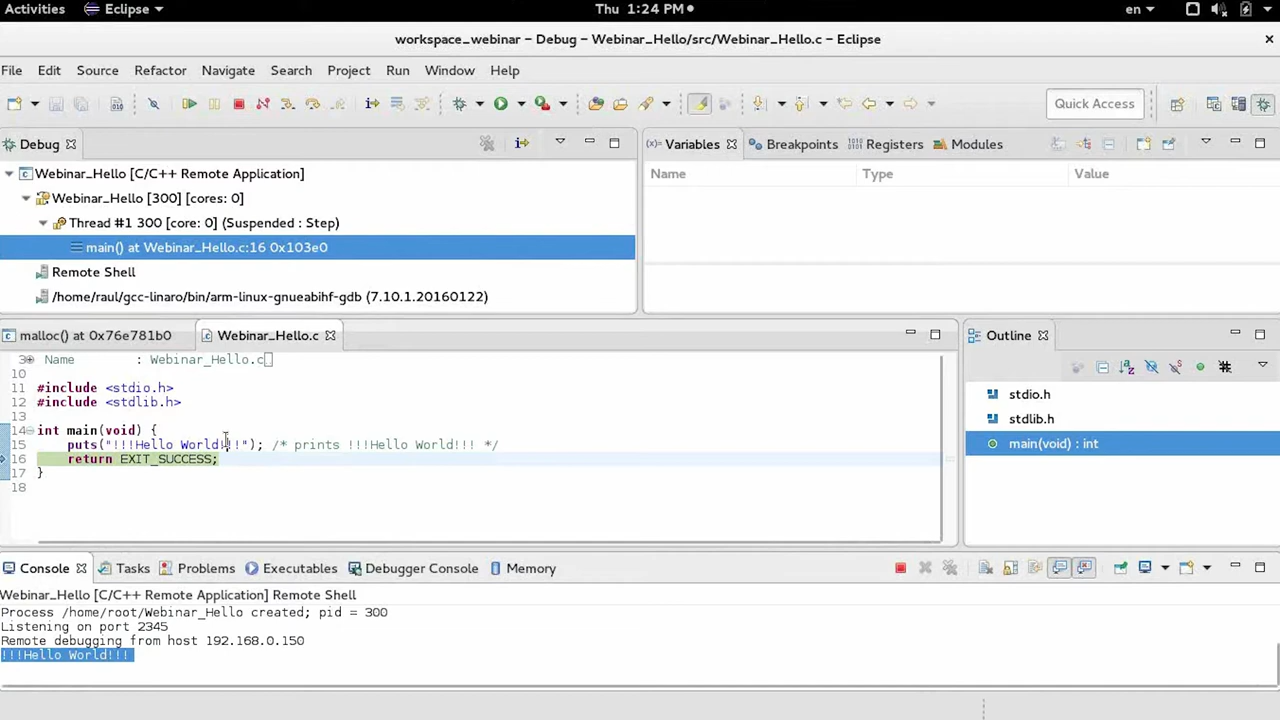 Activities Eclipse Thu 1:24 PM en
workspace_webinar – Debug – Webinar_Hello/src/Webinar_Hello.c – Eclipse
File Edit Source Refactor Navigate Search Project Run Window Help
Quick Access
Debug
Variables Breakpoints Registers Modules
Name Type Value
Webinar_Hello [C/C++ Remote Application]
Webinar_Hello [300] [cores: 0]
Thread #1 300 [core: 0] (Suspended : Step)
main() at Webinar_Hello.c:16 0x103e0
Remote Shell
/home/raul/gcc-linaro/bin/arm-linux-gnueabihf-gdb (7.10.1.20160122)
malloc() at 0x76e781b0 Webinar_Hello.c
Outline
3 Name : Webinar_Hello.c
10
11 #include <stdio.h>
12 #include <stdlib.h>
13
14 int main(void) {
15 puts("!!!Hello World!!!"); /* prints !!!Hello World!!! */
16 return EXIT_SUCCESS;
17 }
18
stdio.h
stdlib.h
main(void) : int
Console Tasks Problems Executables Debugger Console Memory
Webinar_Hello [C/C++ Remote Application] Remote Shell
Process /home/root/Webinar_Hello created; pid = 300
Listening on port 2345
Remote debugging from host 192.168.0.150
!!!Hello World!!!